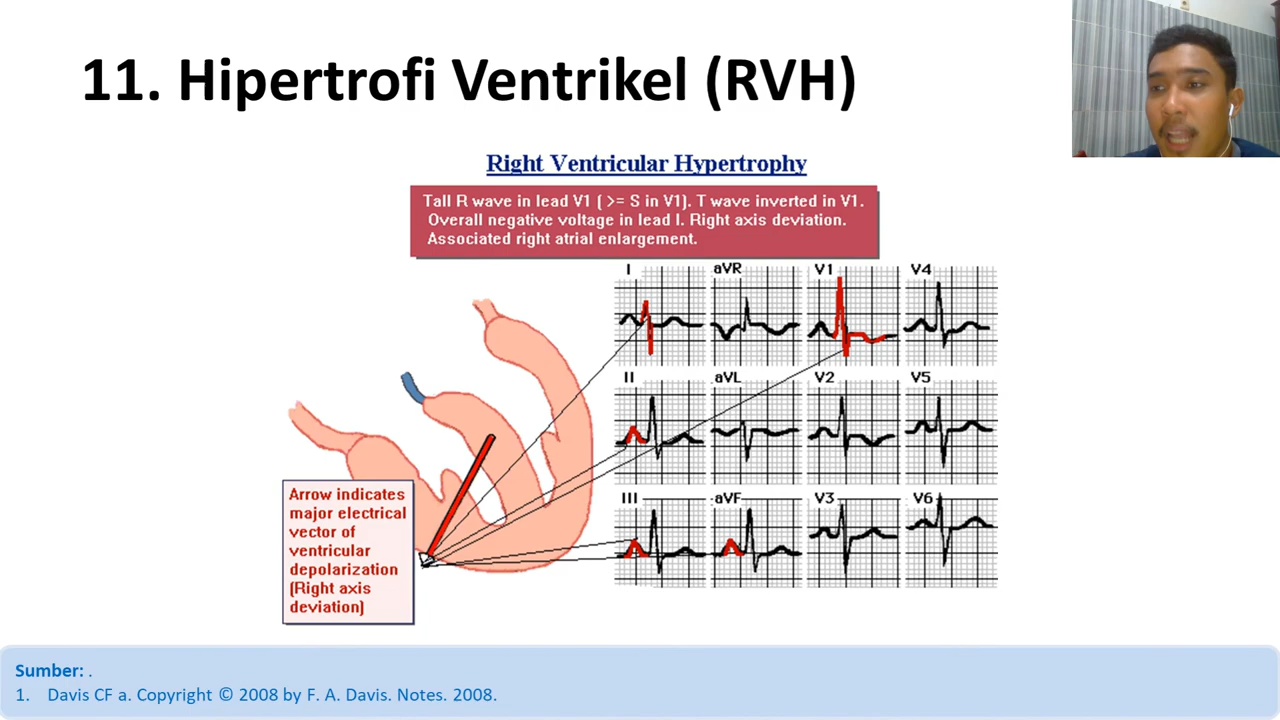 11. Hipertrofi Ventrikel (RVH)
Right Ventricular Hypertrophy
Tall R wave in lead V1 ( >= S in V1). T wave inverted in V1.
Overall negative voltage in lead I. Right axis deviation.
Associated right atrial enlargement.
I aVR V1 V4
II aVL V2 V5
III aVF V3 V6
Arrow indicates
major electrical
vector of
ventricular
depolarization
(Right axis
deviation)
Sumber: .
1. Davis CF a. Copyright © 2008 by F. A. Davis. Notes. 2008.